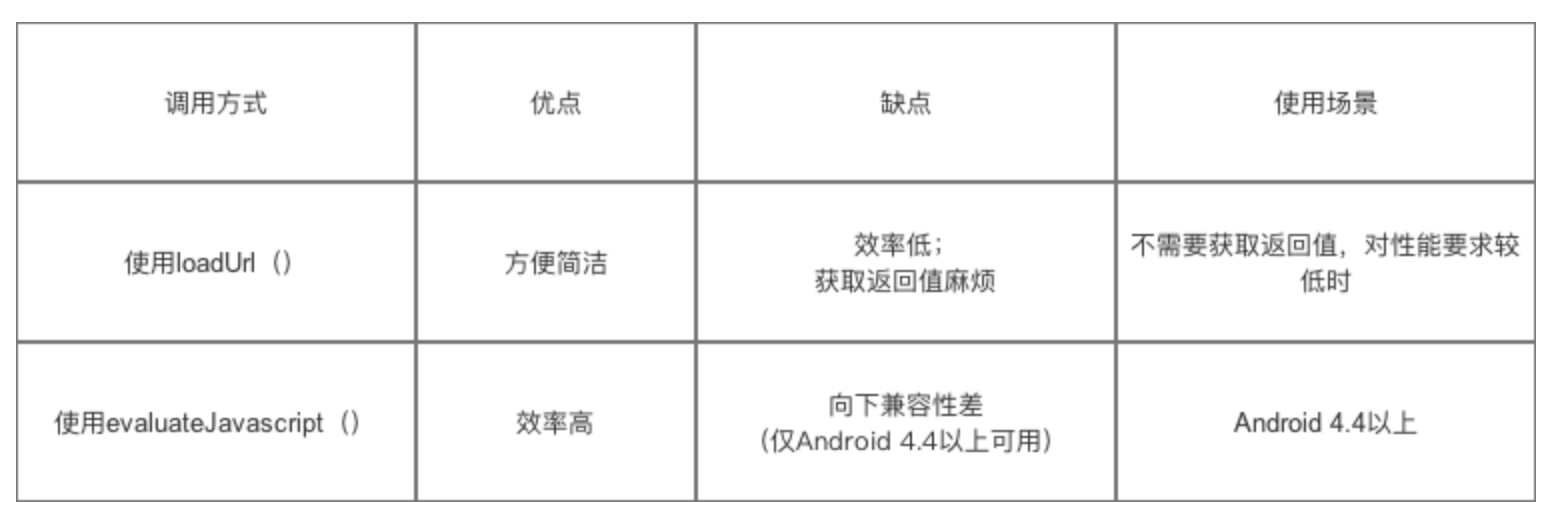 调用方式
优点
缺点
使用场景
使用loadUrl（）
方便简洁
效率低；
获取返回值麻烦
不需要获取返回值，对性能要求较
低时
使用evaluateJavascript（）
效率高
向下兼容性差
（仅Android 4.4以上可用）
Android 4.4以上